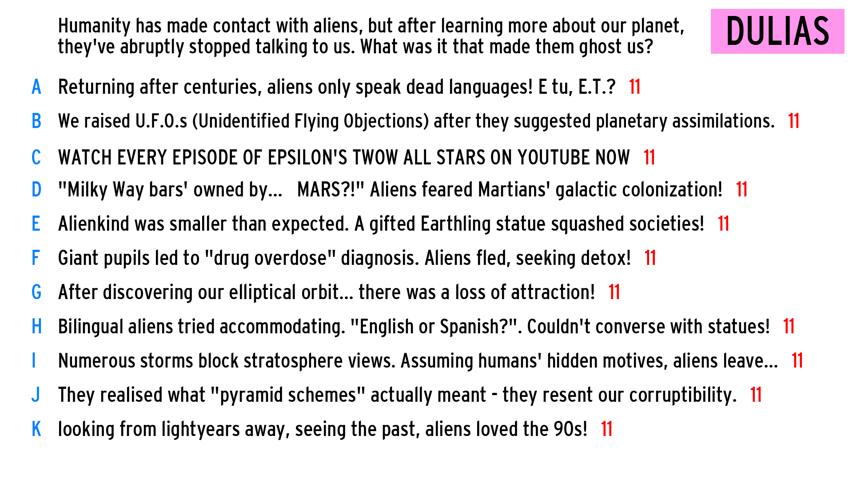 Humanity has made contact with aliens, but after learning more about our planet,
they've abruptly stopped talking to us. What was it that made them ghost us?
DULIAS
A Returning after centuries, aliens only speak dead languages! E tu, E.T.? 11
B We raised U.F.O.s (Unidentified Flying Objections) after they suggested planetary assimilations. 11
C WATCH EVERY EPISODE OF EPSILON'S TWOW ALL STARS ON YOUTUBE NOW 11
D "Milky Way bars' owned by... MARS?!" Aliens feared Martians' galactic colonization! 11
E Alienkind was smaller than expected. A gifted Earthling statue squashed societies! 11
F Giant pupils led to "drug overdose" diagnosis. Aliens fled, seeking detox! 11
G After discovering our elliptical orbit... there was a loss of attraction! 11
H Bilingual aliens tried accommodating. "English or Spanish?". Couldn't converse with statues! 11
I Numerous storms block stratosphere views. Assuming humans' hidden motives, aliens leave... 11
J They realised what "pyramid schemes" actually meant - they resent our corruptibility. 11
K looking from lightyears away, seeing the past, aliens loved the 90s! 11